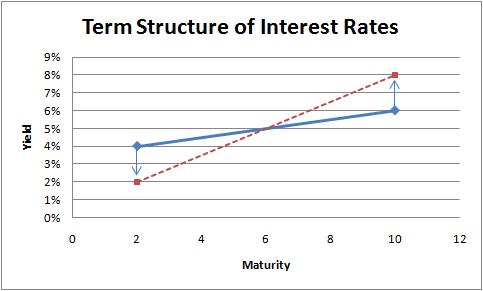 Term Structure of Interest Rates
9%
8%
7%
6%
5%
4%
3%
2%
1%
0%
Yield
0 2 4 6 8 10 12
Maturity